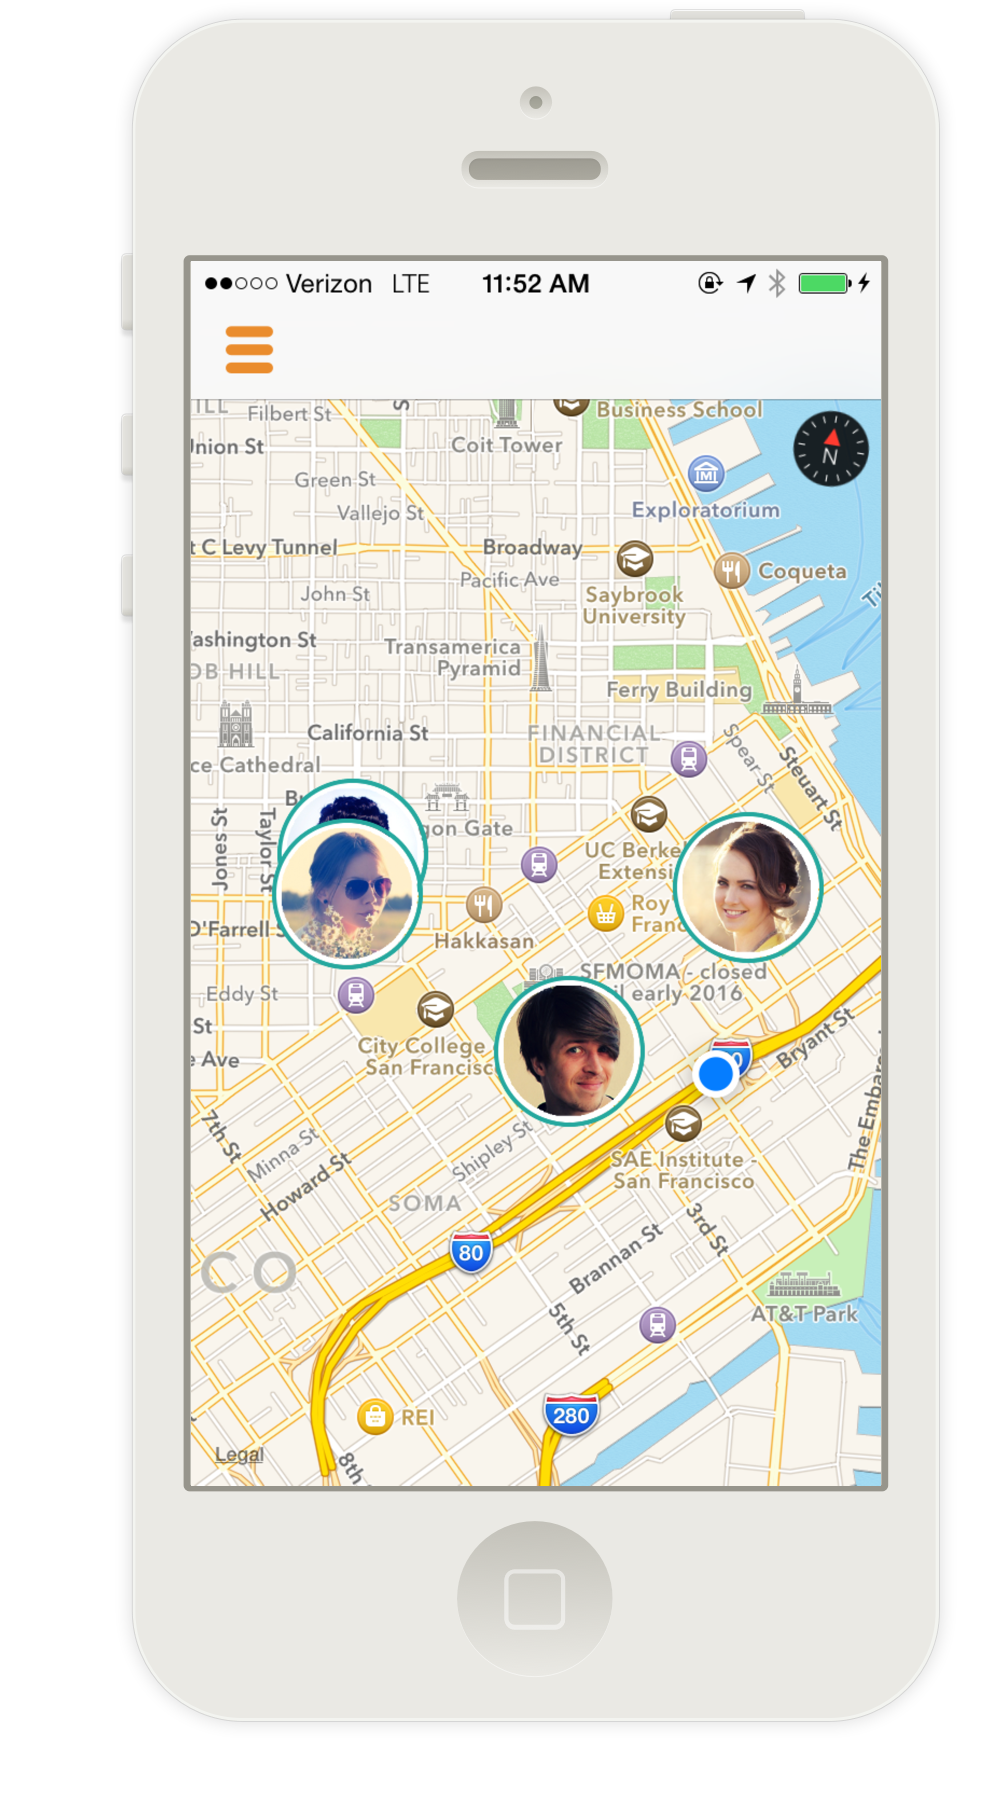 Verizon LTE 11:52 AM
ILL
Filbert St
S
Business School
Union St
Coit Tower
N
Green St
Exploratorium
Vallejo St
t C Levy Tunnel
Broadway
Coqueta
Pacific Ave
John St
Saybrook
University
Ti
ashington St
Transamerica
Pyramid
OB HILL
Ferry Building
California St
FINANCIAL
DISTRICT
Spear St
Steuart St
ce Cathedral
B
gon Gate
Jones St
Taylor St
UC Berke
Extensi
Roy
Franc
O'Farrell S
Hakkasan
SFMOMA - closed
il early 2016
Eddy St
St
e Ave
City College
San Francisc
0
Bryant St
The Embarc
7th St
Minna St
Howard St
Shipley St
SAE Institute -
San Francisco
SOMA
3rd St
80
Brannan St
CO
AT&T Park
5th St
280
REI
Legal
8th